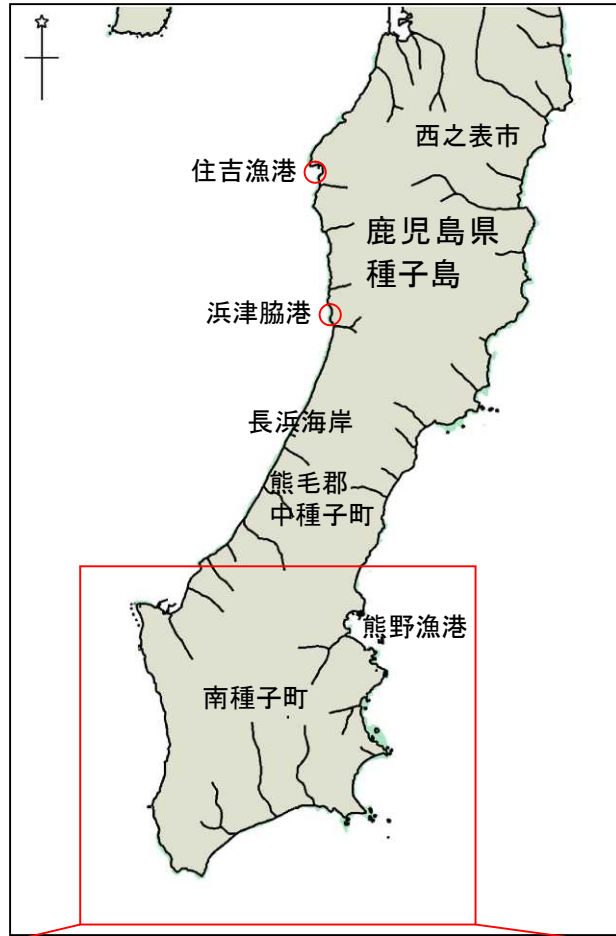 西之表市
住吉漁港
鹿児島県
種子島
浜津脇港
長浜海岸
熊毛郡
中種子町
熊野漁港
南種子町